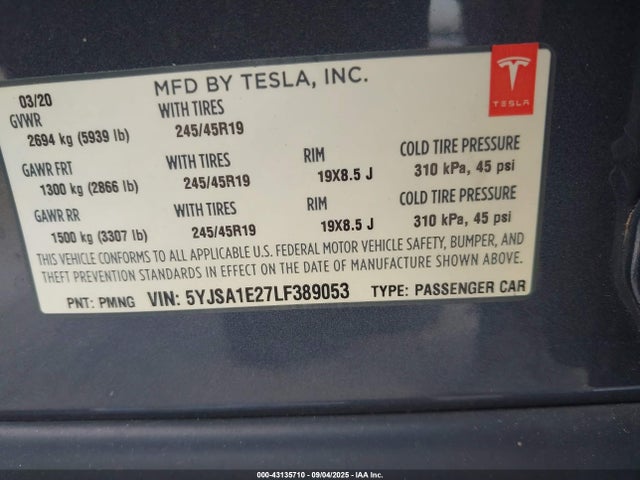 MFD BY TESLA, INC.
TESLA
03/20
GVWR WITH TIRES
2694 kg (5939 lb) 245/45R19
GAWR FRT WITH TIRES RIM COLD TIRE PRESSURE
1300 kg (2866 lb) 245/45R19 19X8.5 J 310 kPa, 45 psi
GAWR RR WITH TIRES RIM COLD TIRE PRESSURE
1500 kg (3307 lb) 245/45R19 19X8.5 J 310 kPa, 45 psi
THIS VEHICLE CONFORMS TO ALL APPLICABLE U.S. FEDERAL MOTOR VEHICLE SAFETY, BUMPER, AND
THEFT PREVENTION STANDARDS IN EFFECT ON THE DATE OF MANUFACTURE SHOWN ABOVE.
PNT: PMNG VIN: 5YJSA1E27LF389053 TYPE: PASSENGER CAR
000-43135710 - 09/04/2025 - IAA Inc.